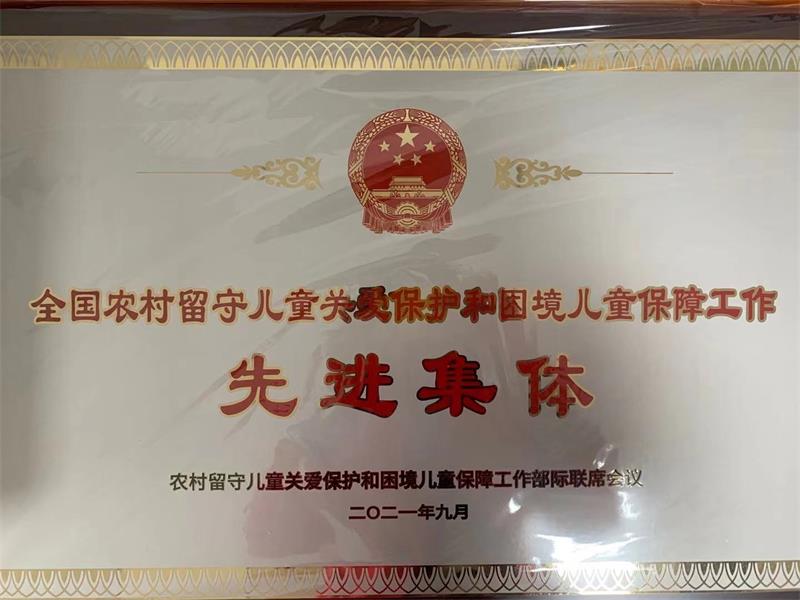 全国农村留守儿童关爱保护和困境儿童保障工作
先进集体
农村留守儿童关爱保护和困境儿童保障工作部际联席会议
二〇二一年九月